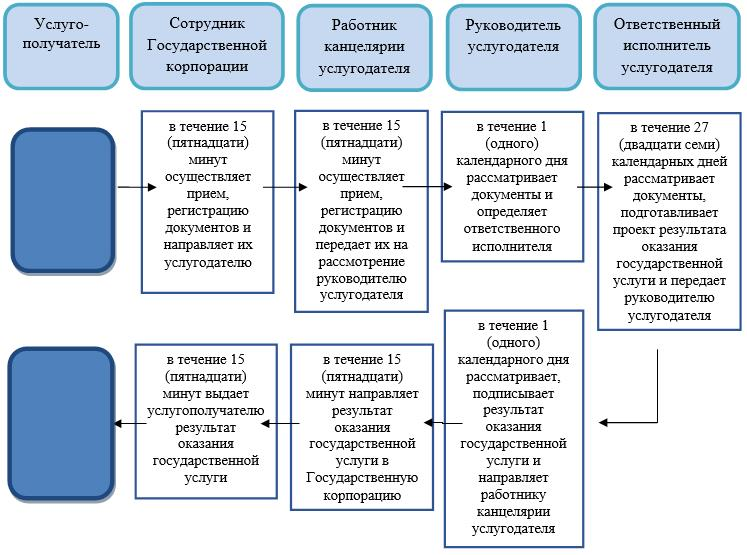 Услуго-
получатель
Сотрудник
Государственной
корпорации
Работник
канцелярии
услугодателя
Руководитель
услугодателя
Ответственный
исполнитель
услугодателя
в течение 15
(пятнадцати)
минут
осуществляет
прием,
регистрацию
документов и
направляет их
услугодателю
в течение 15
(пятнадцати)
минут
осуществляет
прием,
регистрацию
документов и
передает их на
рассмотрение
руководителю
услугодателя
в течение 1
(одного)
календарного дня
рассматривает
документы и
определяет
ответственного
исполнителя
в течение 27
(двадцати семи)
календарных дней
рассматривает
документы,
подготавливает
проект результата
оказания
государственной
услуги и передает
руководителю
услугодателя
в течение 15
(пятнадцати)
минут выдает
услугополучателю
результат
оказания
государственной
услуги
в течение 15
(пятнадцати)
минут направляет
результат
оказания
государственной
услуги в
Государственную
корпорацию
в течение 1
(одного)
календарного дня
рассматривает,
подписывает
результат
оказания
государственной
услуги и
направляет
работнику
канцелярии
услугодателя